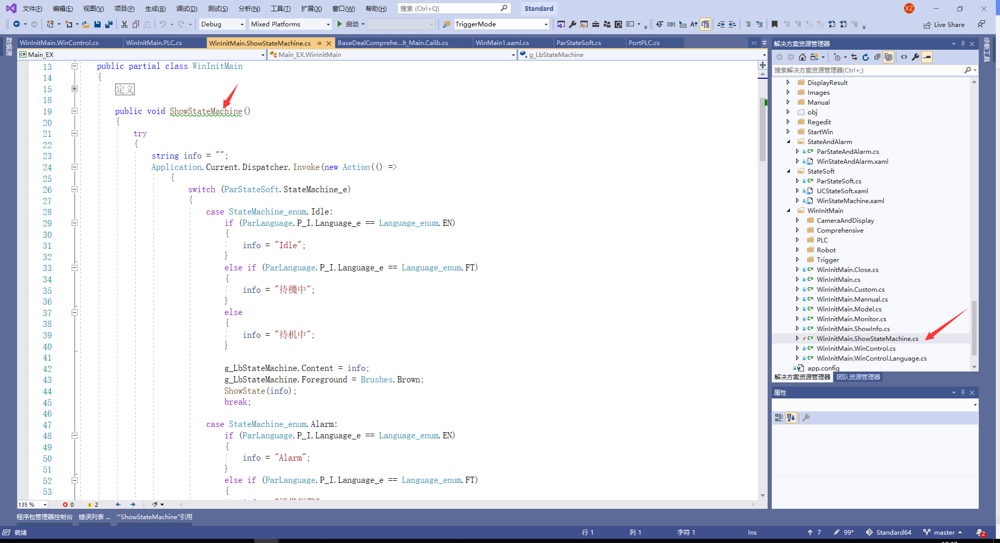 文件(F) 编辑(E) 视图(V) 项目(P) 生成(B) 调试(D) 测试(S) 分析(N) 工具(T) 扩展(X) 窗口(W) 帮助(H) 搜索 (Ctrl+Q) Standard XZ
Debug Mixed Platforms 启动 TriggerMode Live Share
数据源
WinInitMain.WinControl.cs WinInitMain.PLC.cs WinInitMain.ShowStateMachine.cs BaseDealComprehe...lt_Main.Calib.cs WinMain1.xaml.cs ParStateSoft.cs PortPLC.cs
Main_EX Main_EX.WinInitMain g_LbStateMachine
13 public partial class WinInitMain
14 {
15 定义
18
19 public void ShowStateMachine()
20 {
21 try
22 {
23 string info = "";
24 Application.Current.Dispatcher.Invoke(new Action(() =>
25 {
26 switch (ParStateSoft.StateMachine_e)
27 {
28 case StateMachine_enum.Idle:
29 if (ParLanguage.P_I.Language_e == Language_enum.EN)
30 {
31 info = "Idle";
32 }
33 else if (ParLanguage.P_I.Language_e == Language_enum.FT)
34 {
35 info = "待機中";
36 }
37 else
38 {
39 info = "待机中";
40 }
41
42 g_LbStateMachine.Content = info;
43 g_LbStateMachine.Foreground = Brushes.Brown;
44 ShowState(info);
45 break;
46
47 case StateMachine_enum.Alarm:
48 if (ParLanguage.P_I.Language_e == Language_enum.EN)
49 {
50 info = "Alarm";
51 }
52 else if (ParLanguage.P_I.Language_e == Language_enum.FT)
53 {
135 % 0 2
程序包管理器控制台 错误列表 ... "ShowStateMachine"引用
解决方案资源管理器
搜索解决方案资源管理器(Ctrl+;)
DisplayResult
Images
Manual
obj
Regedit
StartWin
StateAndAlarm
ParStateAndAlarm.cs
WinStateAndAlarm.xaml
StateSoft
ParStateSoft.cs
UCStateSoft.xaml
WinStateMachine.xaml
WinInitMain
CameraAndDisplay
Comprehensive
PLC
Robot
Trigger
WinInitMain.Close.cs
WinInitMain.cs
WinInitMain.Custom.cs
WinInitMain.Mannual.cs
WinInitMain.Model.cs
WinInitMain.Monitor.cs
WinInitMain.ShowInfo.cs
WinInitMain.ShowStateMachine.cs
WinInitMain.WinControl.cs
WinInitMain.WinControl.Language.cs
app.config
解决方案资源管理器 团队资源管理器
属性
诊断工具
就绪 行 1 列 1 字符 1 Ins 7 99* Standard64 master 2